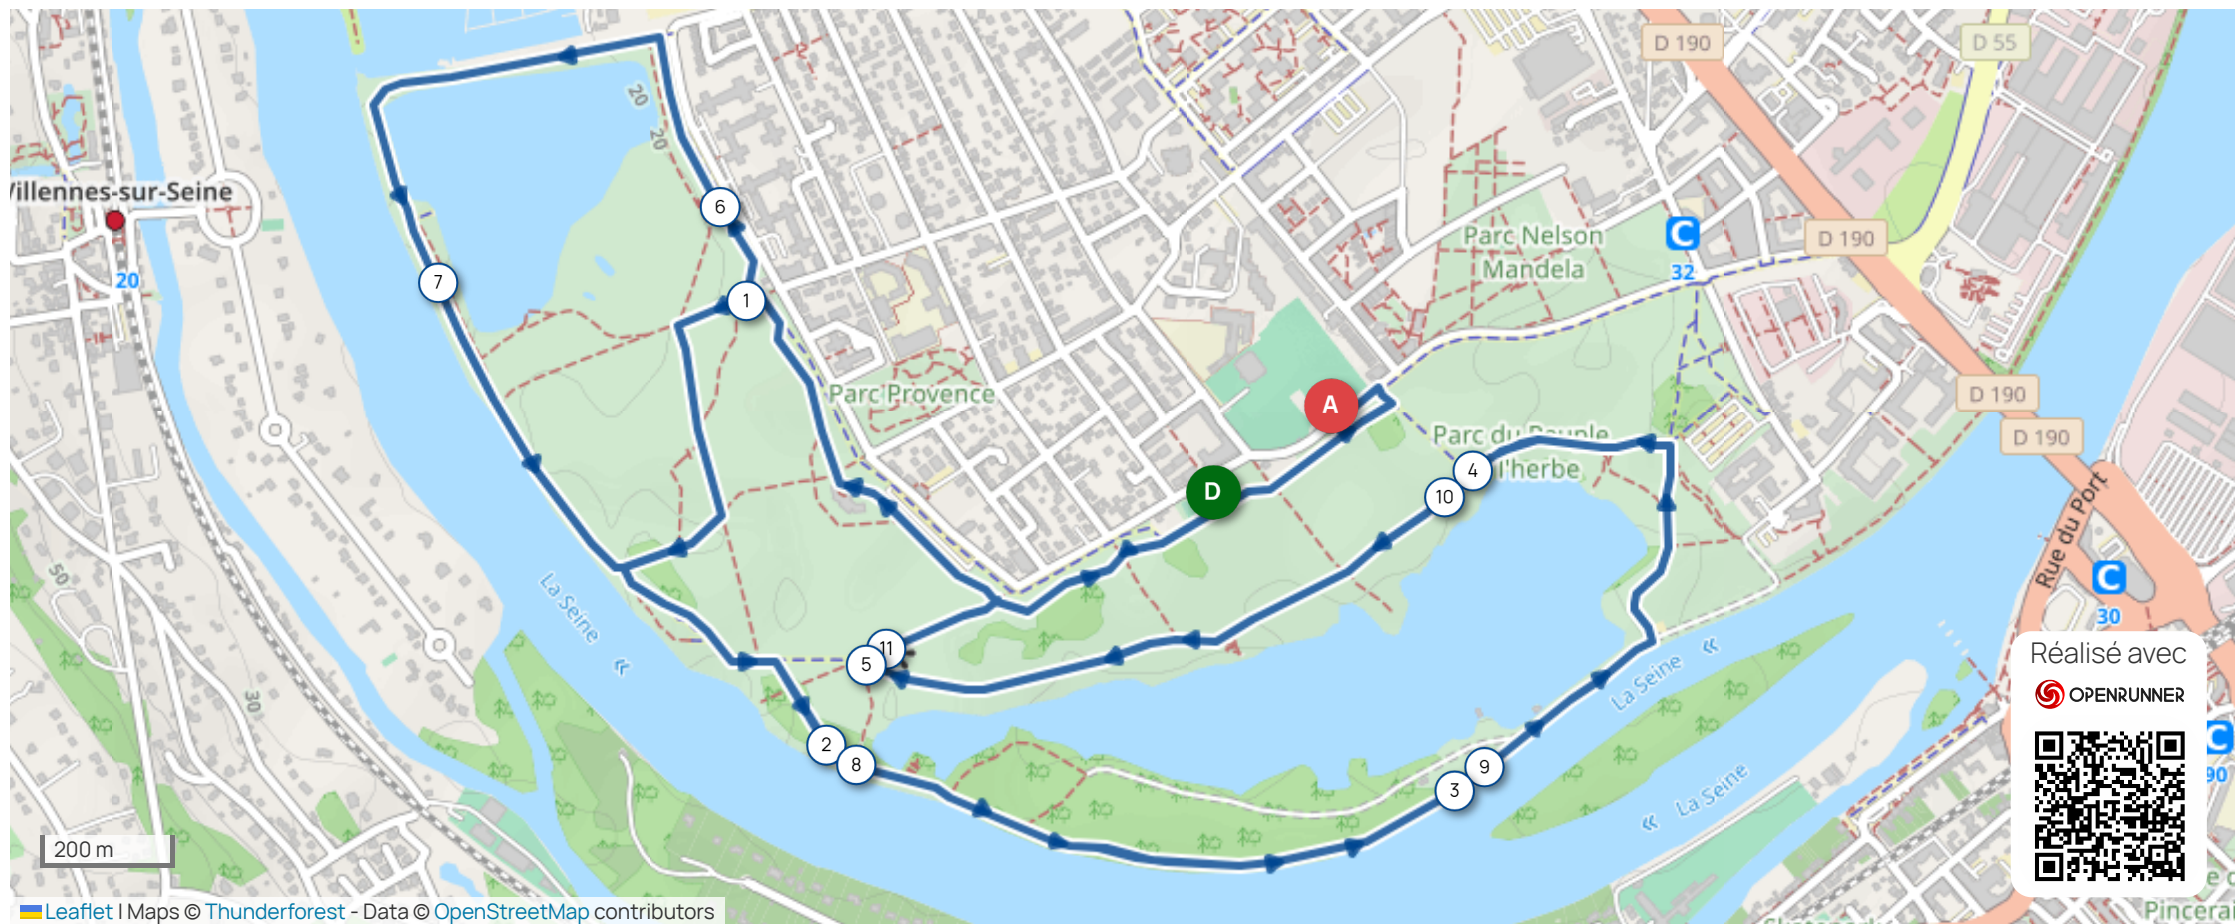 D 190
D 55
20
20
Villennes-sur-Seine
6
Parc Nelson
Mandela
C
32
D 190
20
7
1
Parc Provence
A
D 190
D 190
Parc du Peuple
l'herbe
4
10
D
Rue du Port
C
30
50
La Seine
«
11
5
La Seine
«
30
2
8
9
3
La Seine
«
C
90
Réalisé avec
OPENRUNNER
200 m
Leaflet | Maps © Thunderforest - Data © OpenStreetMap contributors